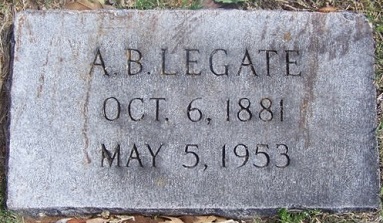 A.B.LEGATE
OCT. 6, 1881
MAY 5, 1953